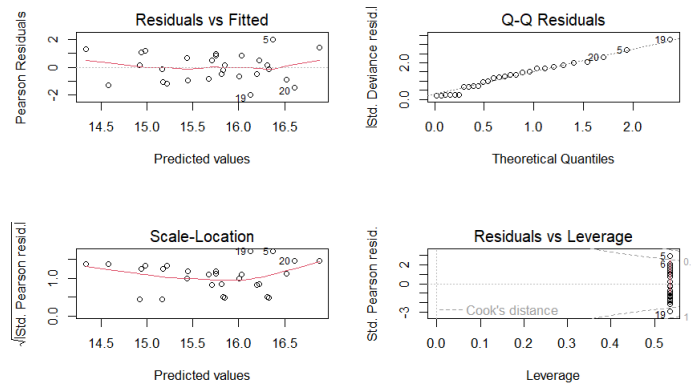 Residuals vs Fitted
Pearson Residuals
2
0
-2
5
19
20
14.5 15.0 15.5 16.0 16.5
Predicted values
Q-Q Residuals
|Std. Deviance resid.|
2.0
0.0
19
5
20
0.0 0.5 1.0 1.5 2.0
Theoretical Quantiles
Scale-Location
√|Std. Pearson resid.|
1.0
0.0
19
5
20
14.5 15.0 15.5 16.0 16.5
Predicted values
Residuals vs Leverage
Std. Pearson resid.
2
0
-3
5
6
19
Cook's distance
0.
1
0.0 0.1 0.2 0.3 0.4 0.5
Leverage